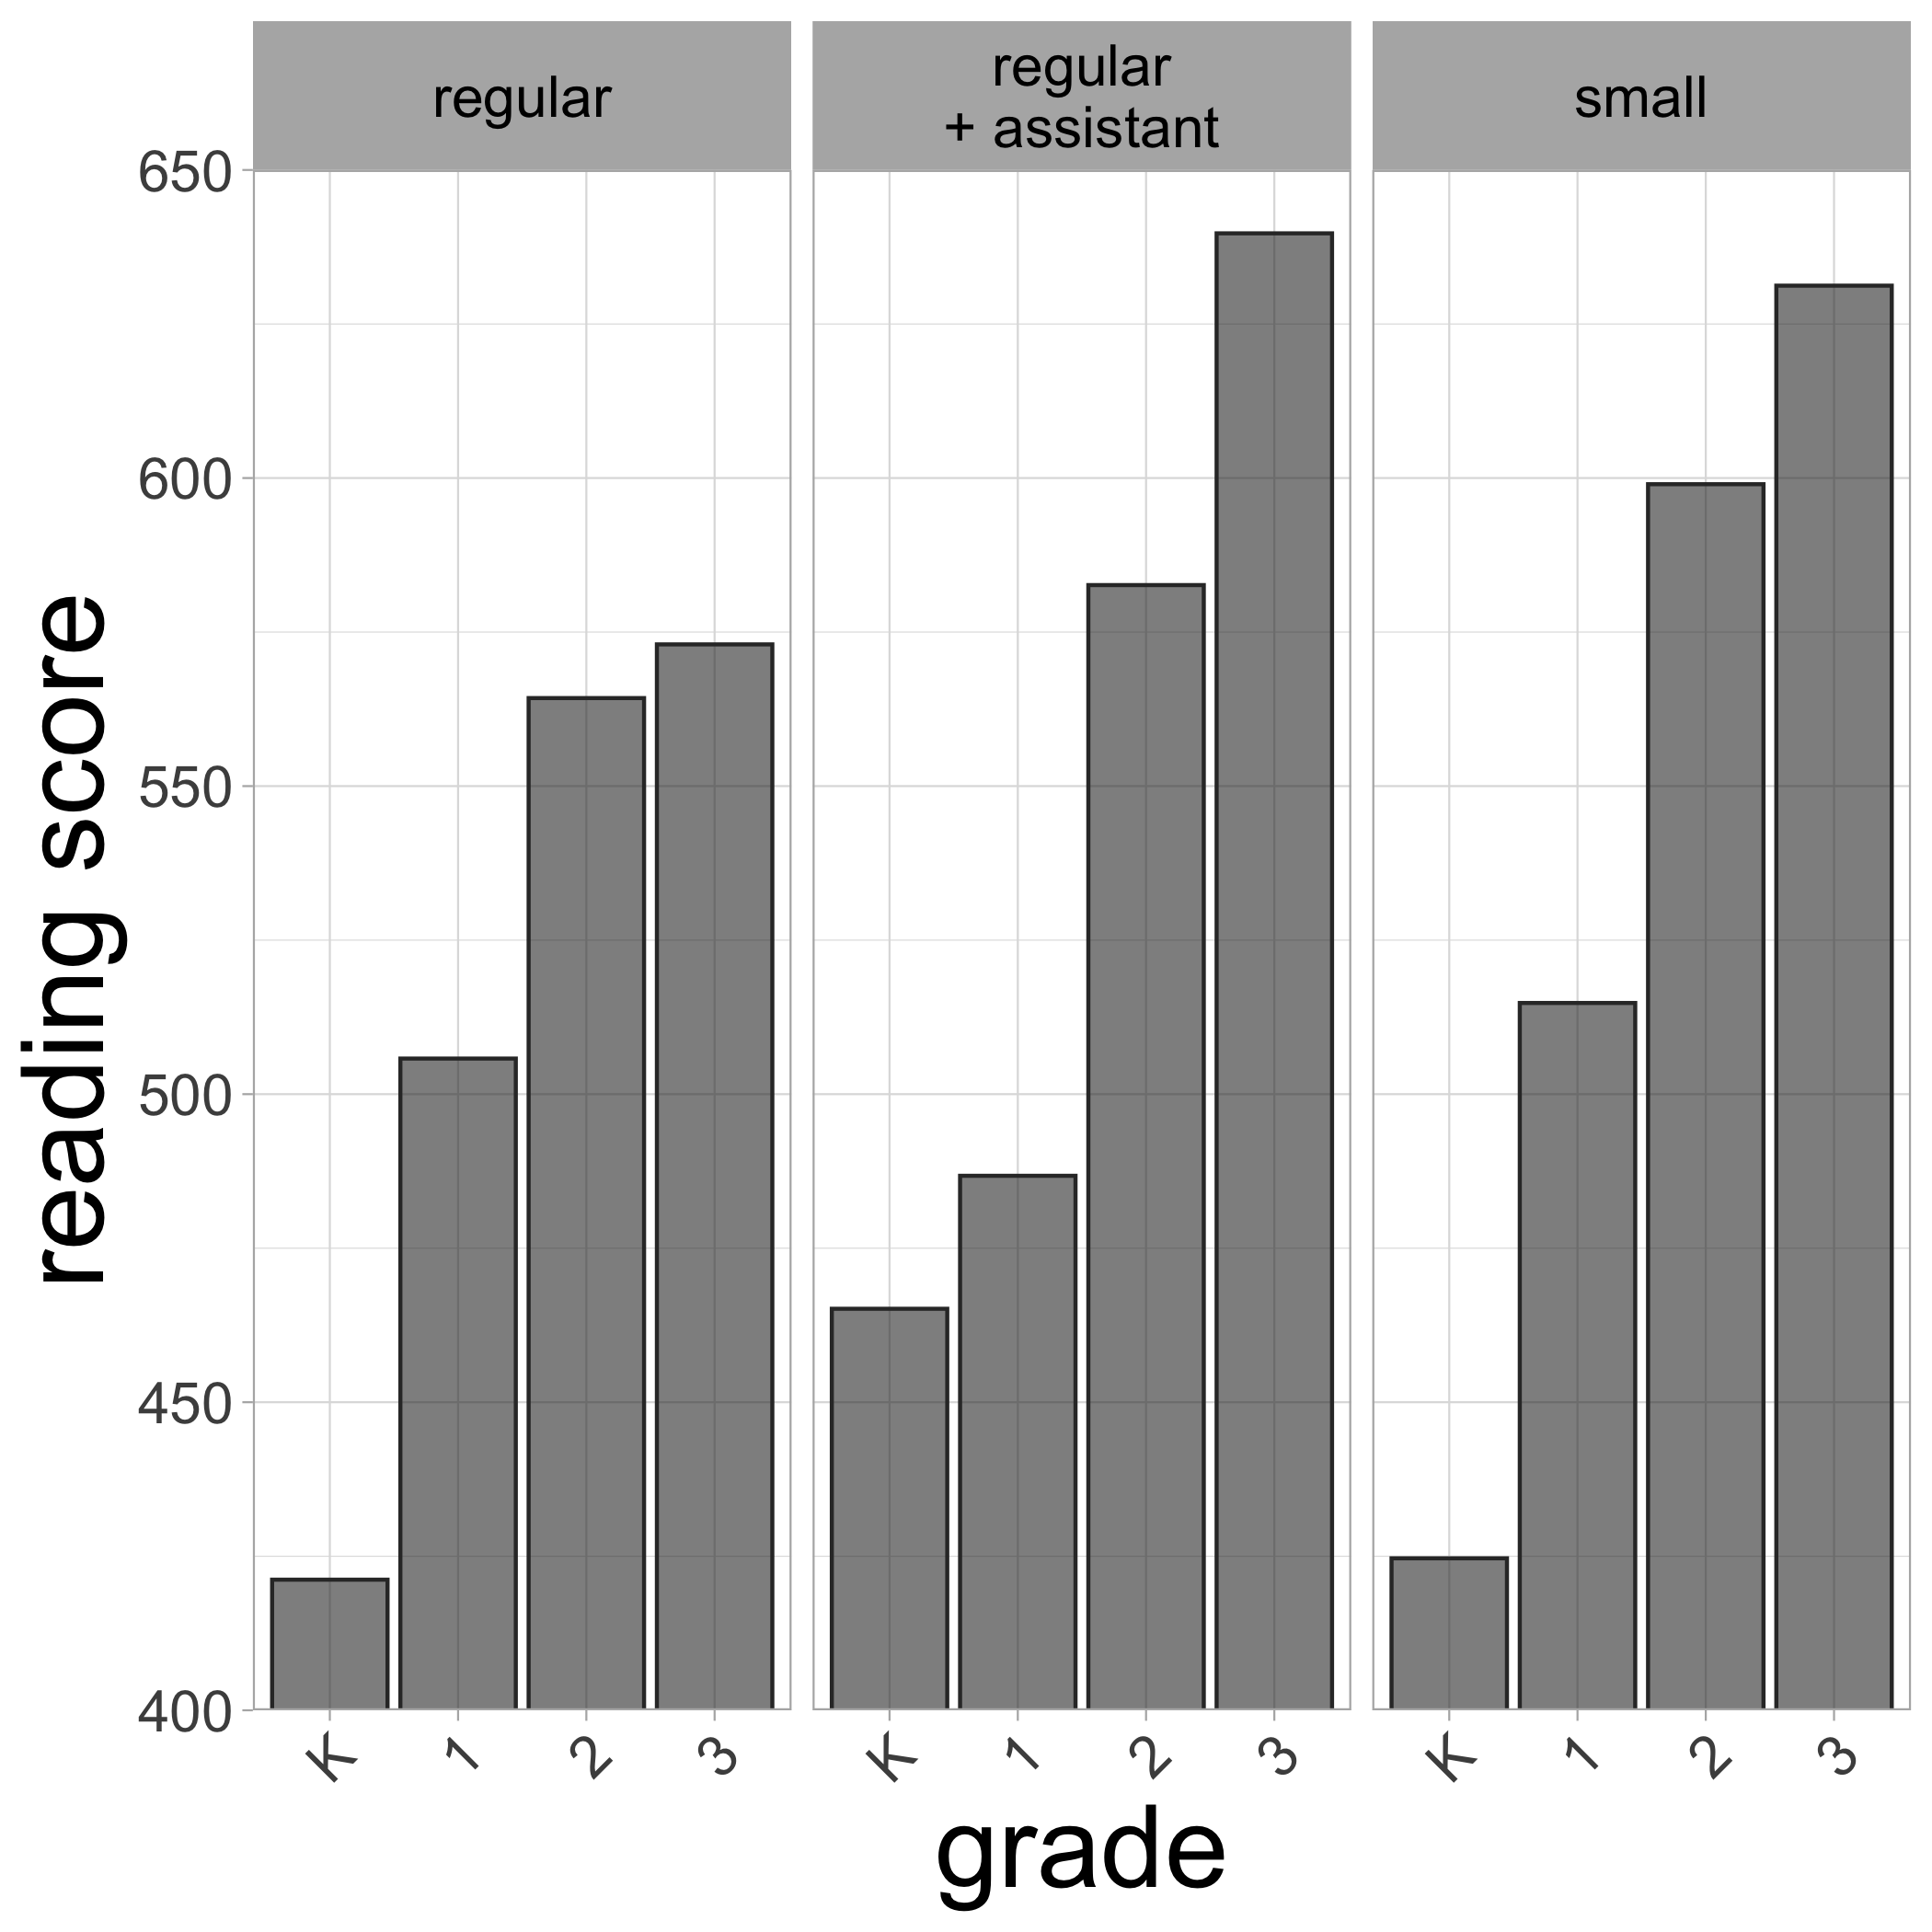 regular
regular
+ assistant
small
650
600
550
500
450
400
reading score
K 1 2 3
K 1 2 3
K 1 2 3
grade